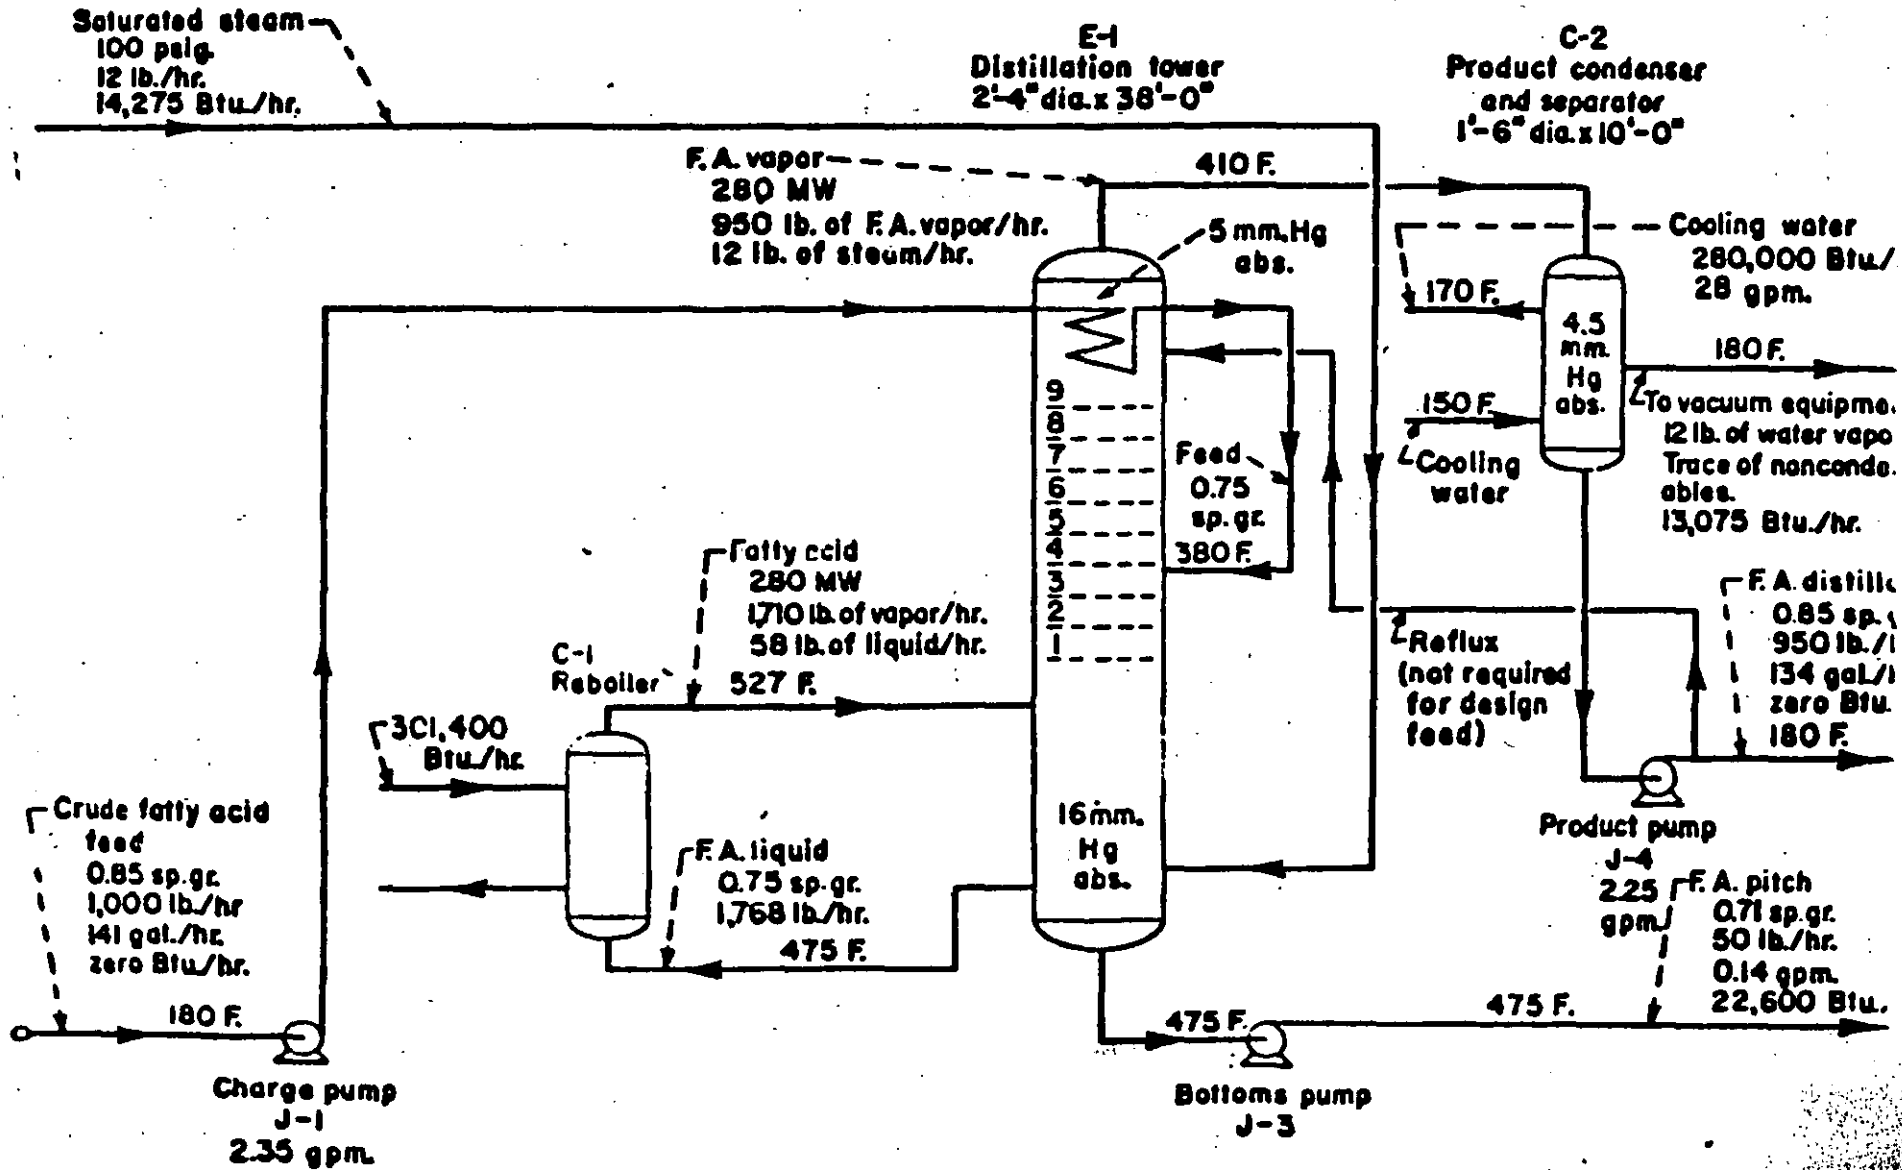 Saturated steam
100 psig.
12 lb./hr.
14,275 Btu./hr.
E-1
Distillation tower
2'-4" dia. x 38'-0"
C-2
Product condenser
and separator
1'-6" dia. x 10'-0"
F. A. vapor
280 MW
950 lb. of F. A. vapor/hr.
12 lb. of steam/hr.
410 F.
5 mm. Hg
abs.
Cooling water
280,000 Btu./
28 gpm.
170 F.
4.5
mm.
Hg
abs.
180 F.
150 F.
Cooling
water
To vacuum
12 lb. of water
Trace of
ables.
13,075 Btu./hr.
9
8
7
6
5
4
3
2
1
Feed
0.75
sp. gr.
380 F.
Fatty acid
280 MW
1,710 lb. of vapor/hr.
58 lb. of liquid/hr.
C-1
Reboiler
527 F.
Reflux
(not required
for design
feed)
F. A.
0.85 sp.
950 lb./
134 gal./
zero Btu.
180 F.
3C1,400
Btu./hr.
Crude fatty acid
feed
0.85 sp. gr.
1,000 lb./hr
141 gal./hr.
zero Btu./hr.
180 F.
F. A. liquid
0.75 sp. gr.
1,768 lb./hr.
475 F.
16 mm.
Hg
abs.
Product pump
J-4
2.25
gpm.
F. A. pitch
0.71 sp. gr.
50 lb./hr.
0.14 gpm.
22,600 Btu.
475 F.
475 F.
Charge pump
J-1
2.35 gpm.
Bottoms pump
J-3